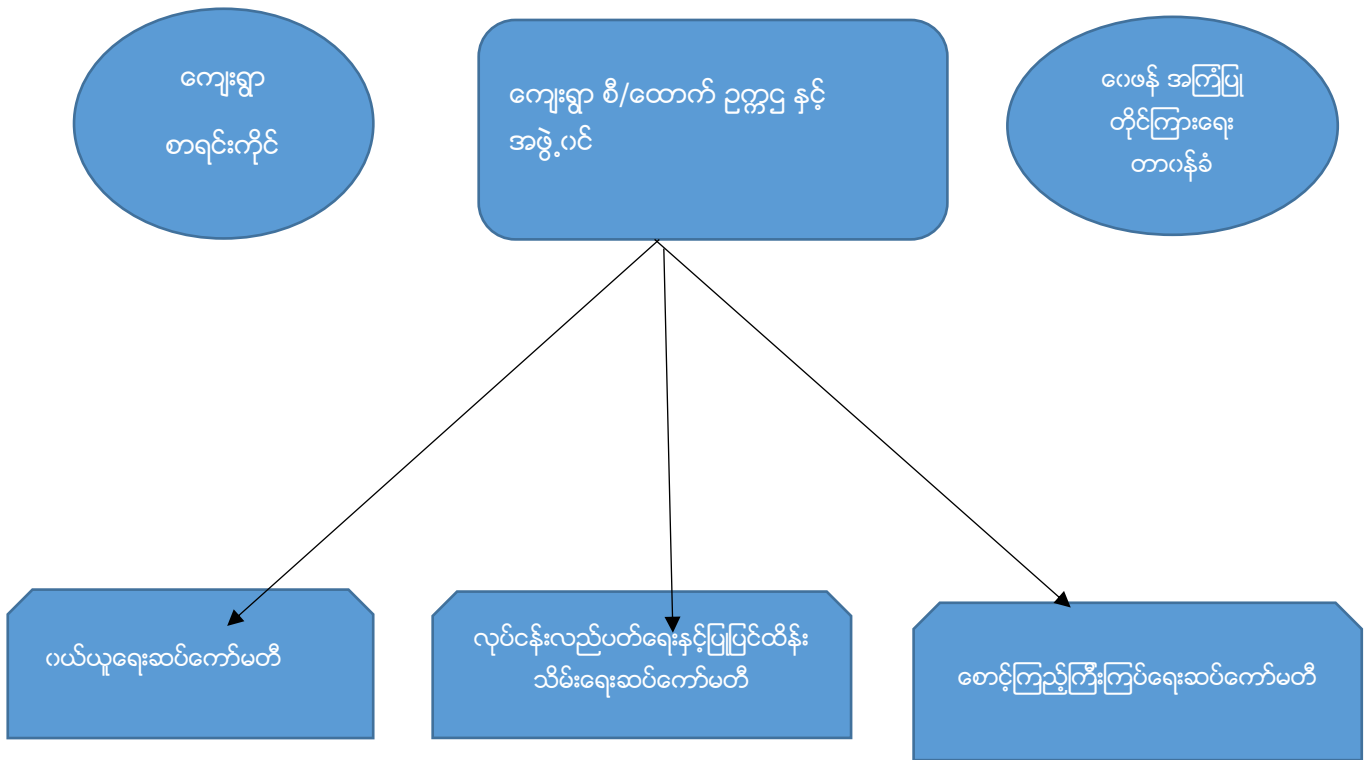 ကျေးရွာ
စာရင်းကိုင်
ကျေးရွာ စီ/ထောက် ဥက္ကဌ နှင့်
အဖွဲ့ဝင်
ဝေဖန် အကြံပြု
တိုင်ကြားရေး
တာဝန်ခံ
ဝယ်ယူရေးဆပ်ကော်မတီ
လုပ်ငန်းလည်ပတ်ရေးနှင့်ပြုပြင်ထိန်း
သိမ်းရေးဆပ်ကော်မတီ
စောင့်ကြည့်ကြီးကြပ်ရေးဆပ်ကော်မတီ